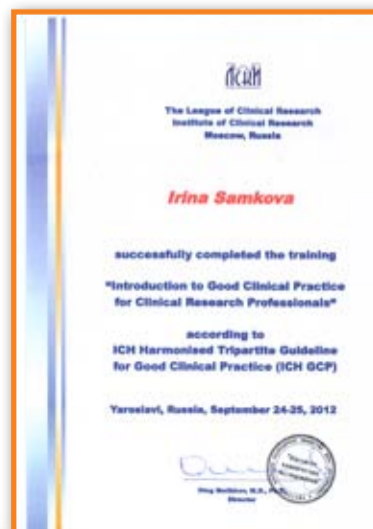 The League of Clinical Research
Institute of Clinical Research
Moscow, Russia
Irina Samkova
successfully completed the training
"Introduction to Good Clinical Practice
for Clinical Research Professionals"
according to
ICH Harmonised Tripartite Guideline
for Good Clinical Practice (ICH GCP)
Yaroslavl, Russia, September 24-25, 2012
Director